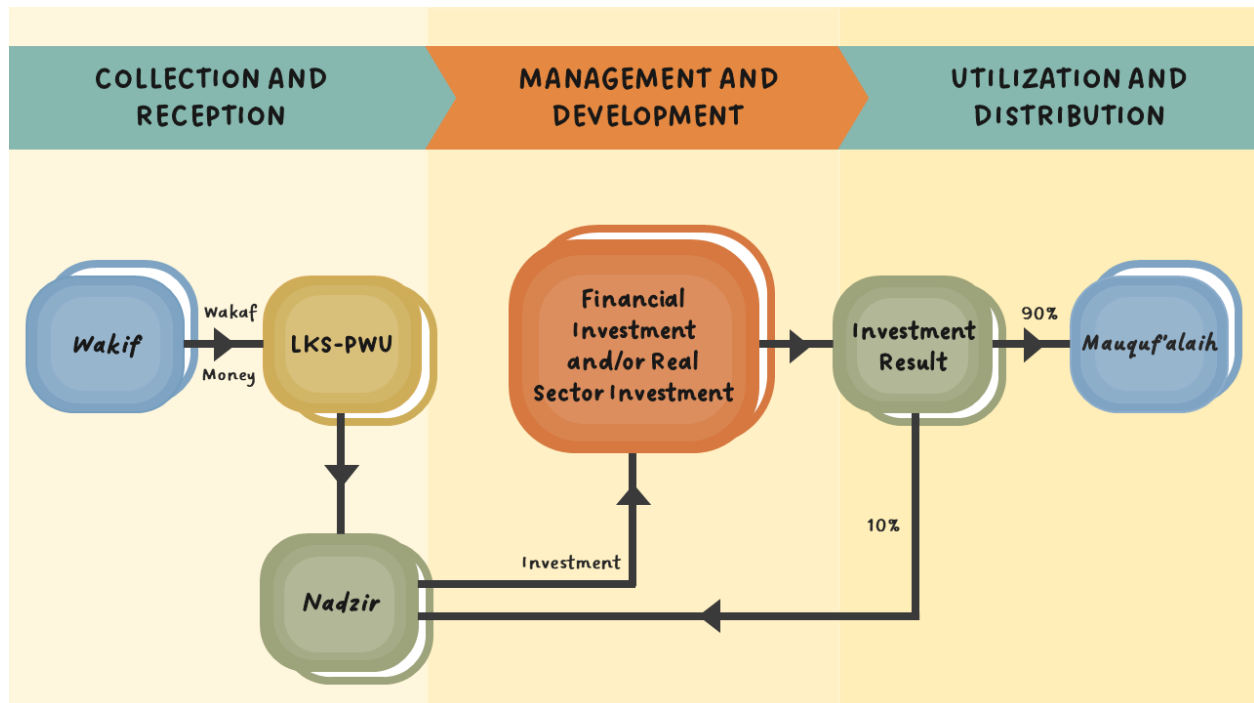 COLLECTION AND
RECEPTION
MANAGEMENT AND
DEVELOPMENT
UTILIZATION AND
DISTRIBUTION
Wakif
Wakaf
Money
LKS-PWU
Financial
Investment
and/or Real
Sector Investment
Investment
Result
90%
Mauquf'alaih
10%
Investment
Nadzir